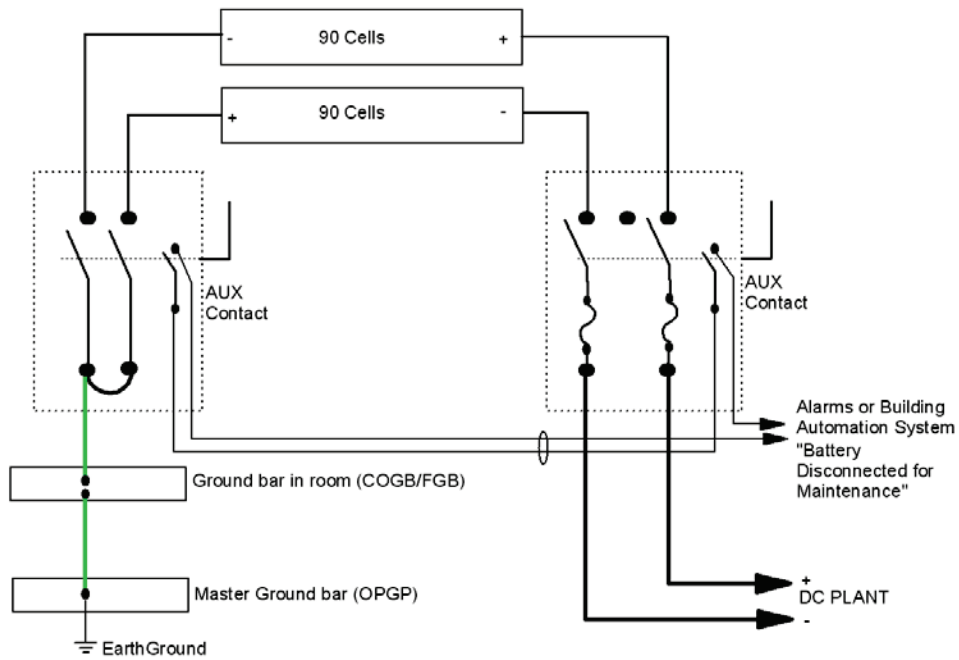 - 90 Cells +
+ 90 Cells -
AUX
Contact
AUX
Contact
Alarms or Building
Automation System
"Battery
Disconnected for
Maintenance"
Ground bar in room (COGB/FGB)
Master Ground bar (OPGP)
+
DC PLANT
-
EarthGround